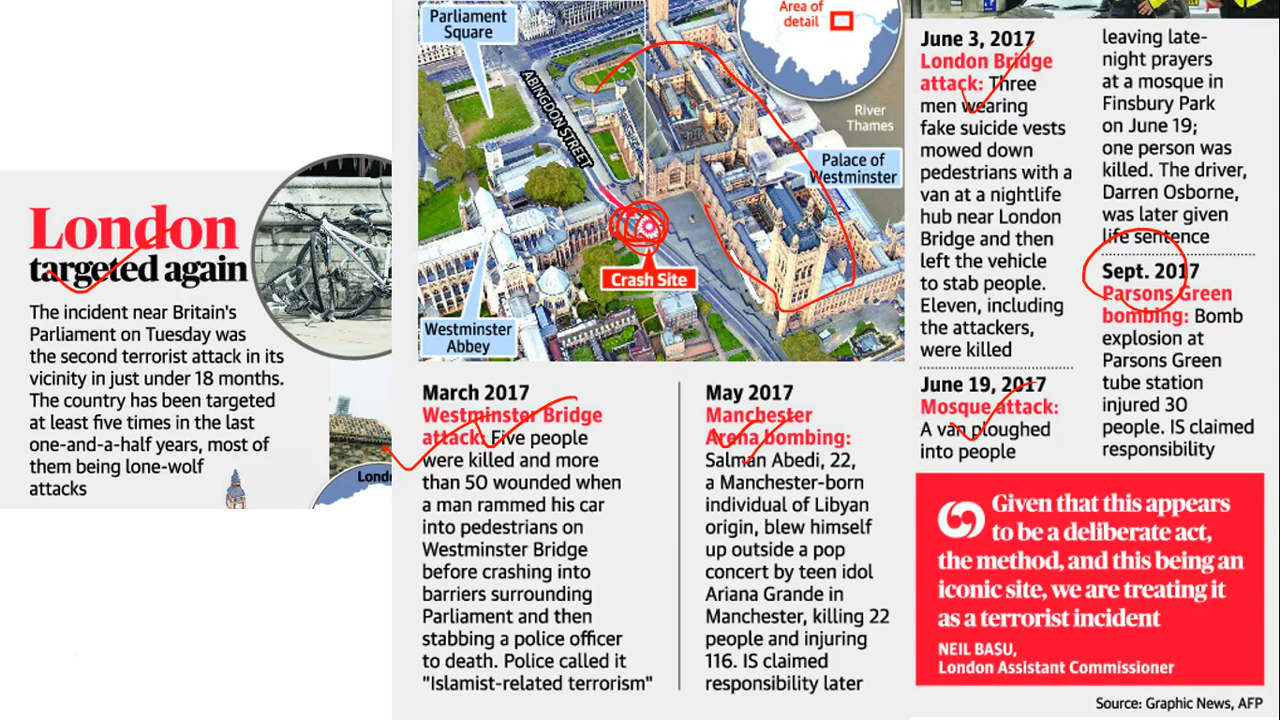 London
targeted again
The incident near Britain's
Parliament on Tuesday was
the second terrorist attack in its
vicinity in just under 18 months.
The country has been targeted
at least five times in the last
one-and-a-half years, most of
them being lone-wolf
attacks
Parliament
Square
ABINGDON STREET
Area of
detail
River
Thames
Palace of
Westminster
Crash Site
Westminster
Abbey
March 2017
Westminster Bridge
attack: Five people
were killed and more
than 50 wounded when
a man rammed his car
into pedestrians on
Westminster Bridge
before crashing into
barriers surrounding
Parliament and then
stabbing a police officer
to death. Police called it
"Islamist-related terrorism"
May 2017
Manchester
Arena bombing:
Salman Abedi, 22,
a Manchester-born
individual of Libyan
origin, blew himself
up outside a pop
concert by teen idol
Ariana Grande in
Manchester, killing 22
people and injuring
116. IS claimed
responsibility later
June 3, 2017
London Bridge
attack: Three
men wearing
fake suicide vests
mowed down
pedestrians with a
van at a nightlife
hub near London
Bridge and then
left the vehicle
to stab people.
Eleven, including
the attackers,
were killed
June 19, 2017
Mosque attack:
A van ploughed
into people
leaving late-
night prayers
at a mosque in
Finsbury Park
on June 19;
one person was
killed. The driver,
Darren Osborne,
was later given
life sentence
Sept. 2017
Parsons Green
bombing: Bomb
explosion at
Parsons Green
tube station
injured 30
people. IS claimed
responsibility
Given that this appears
to be a deliberate act,
the method, and this being an
iconic site, we are treating it
as a terrorist incident
NEIL BASU,
London Assistant Commissioner
Source: Graphic News, AFP